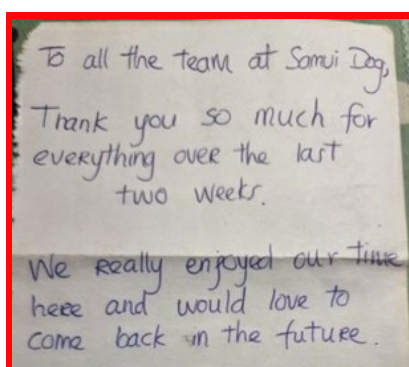 To all the team at Samui Dog,
Thank you so much for
everything over the last
two weeks.
We really enjoyed our time
here and would love to
come back in the future.